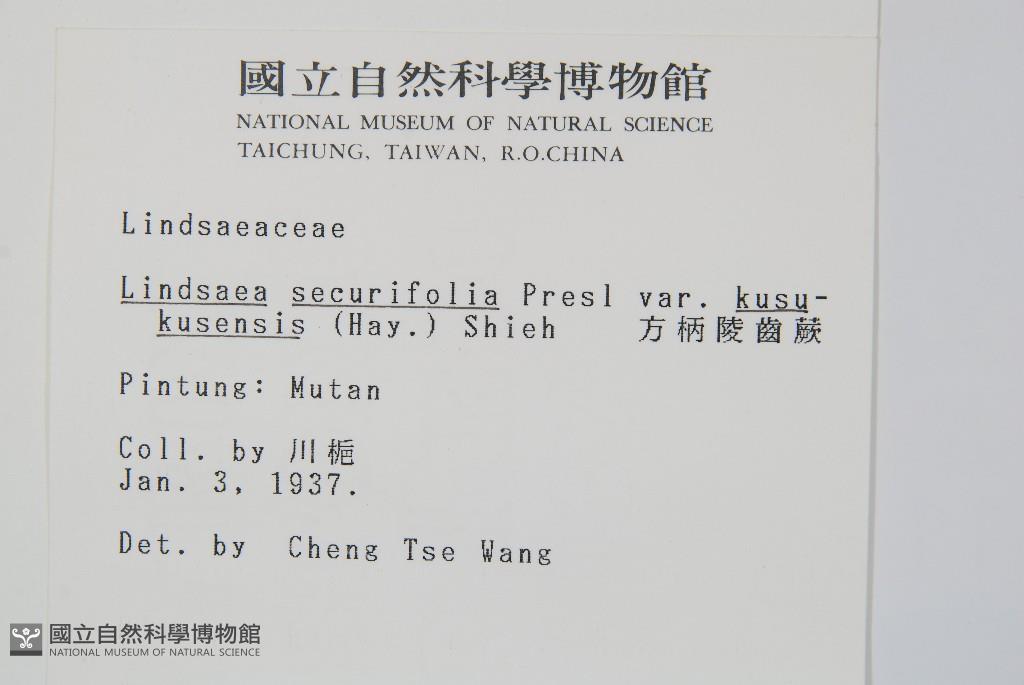 國立自然科學博物館
NATIONAL MUSEUM OF NATURAL SCIENCE
TAICHUNG, TAIWAN, R.O.CHINA
Lindsaeaceae
Lindsaea securifolia Presl var. kusu-
kusensis (Hay.) Shieh 方柄陵齒蕨
Pintung: Mutan
Coll. by 川梔
Jan. 3, 1937.
Det. by Cheng Tse Wang
國立自然科學博物館
NATIONAL MUSEUM OF NATURAL SCIENCE